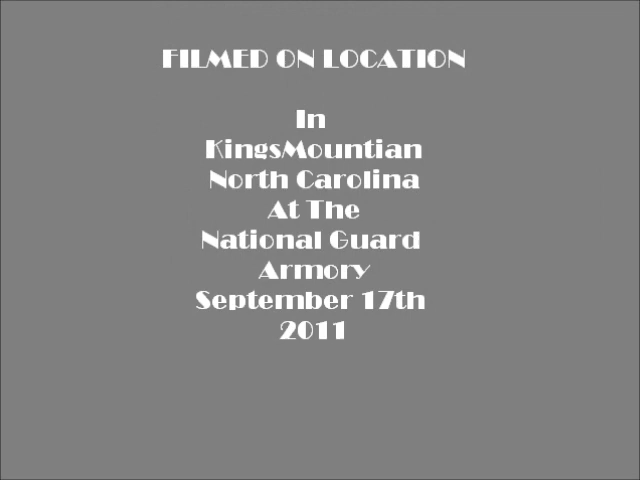 FILMED ON LOCATION
In
KingsMountian
North Carolina
At The
National Guard
Armory
September 17th
2011